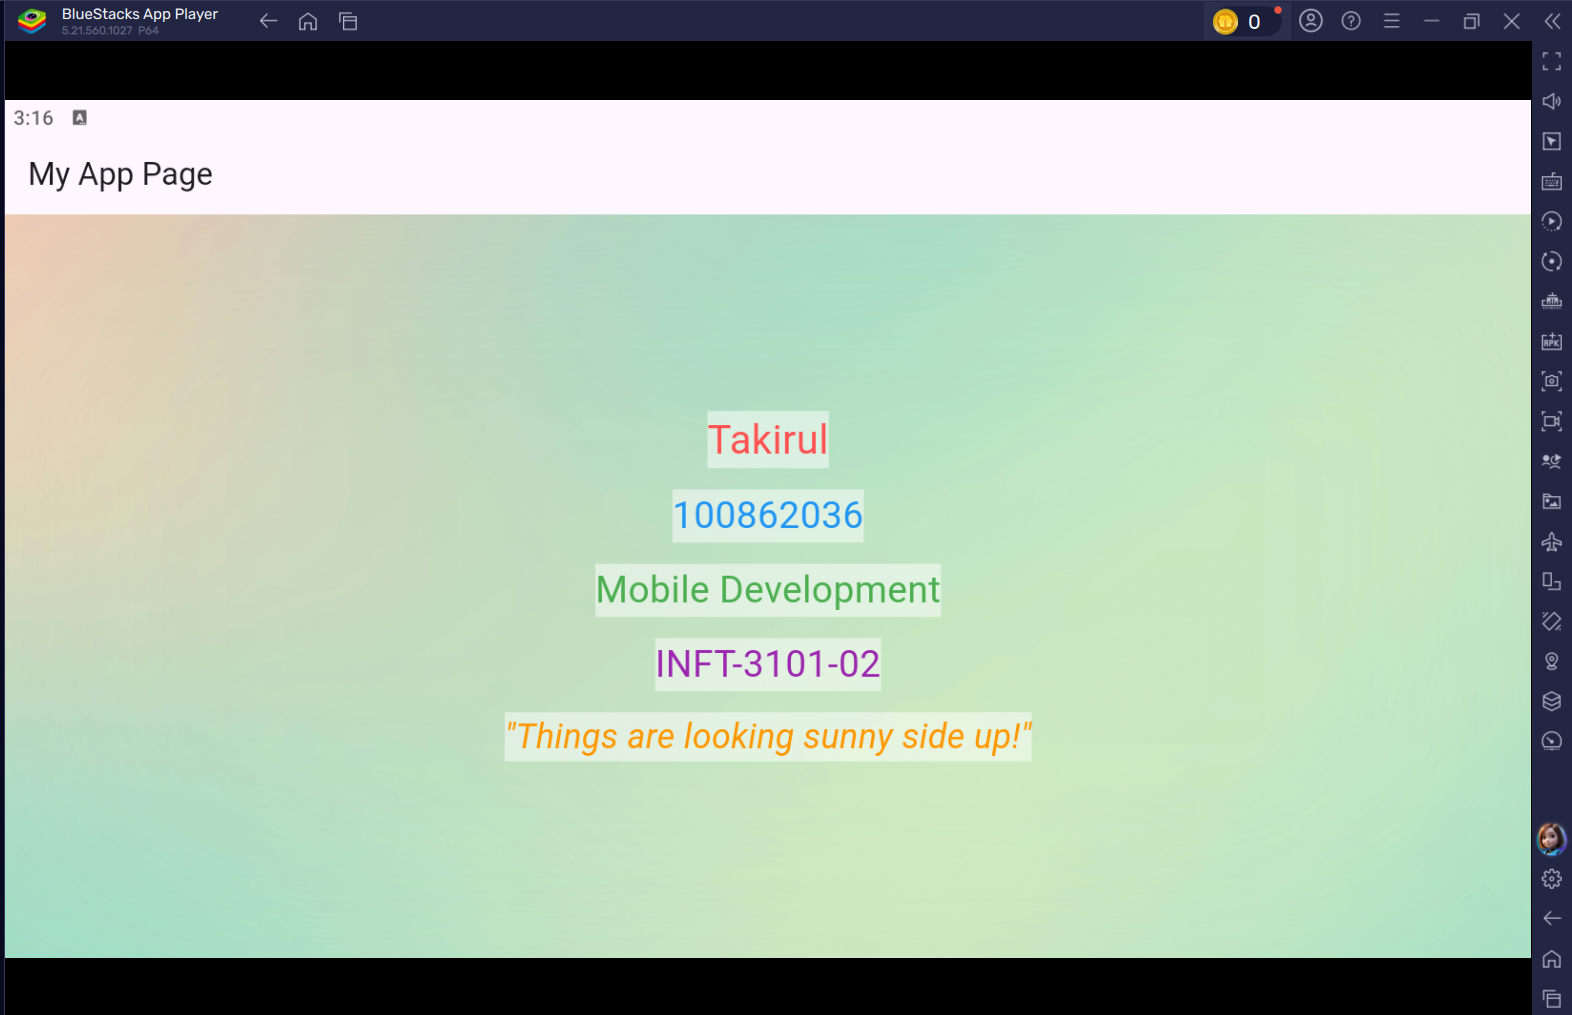 BlueStacks App Player
5.21.560.1027 P64
0
3:16
A
My App Page
Takirul
100862036
Mobile Development
INFT-3101-02
"Things are looking sunny side up!"
APK